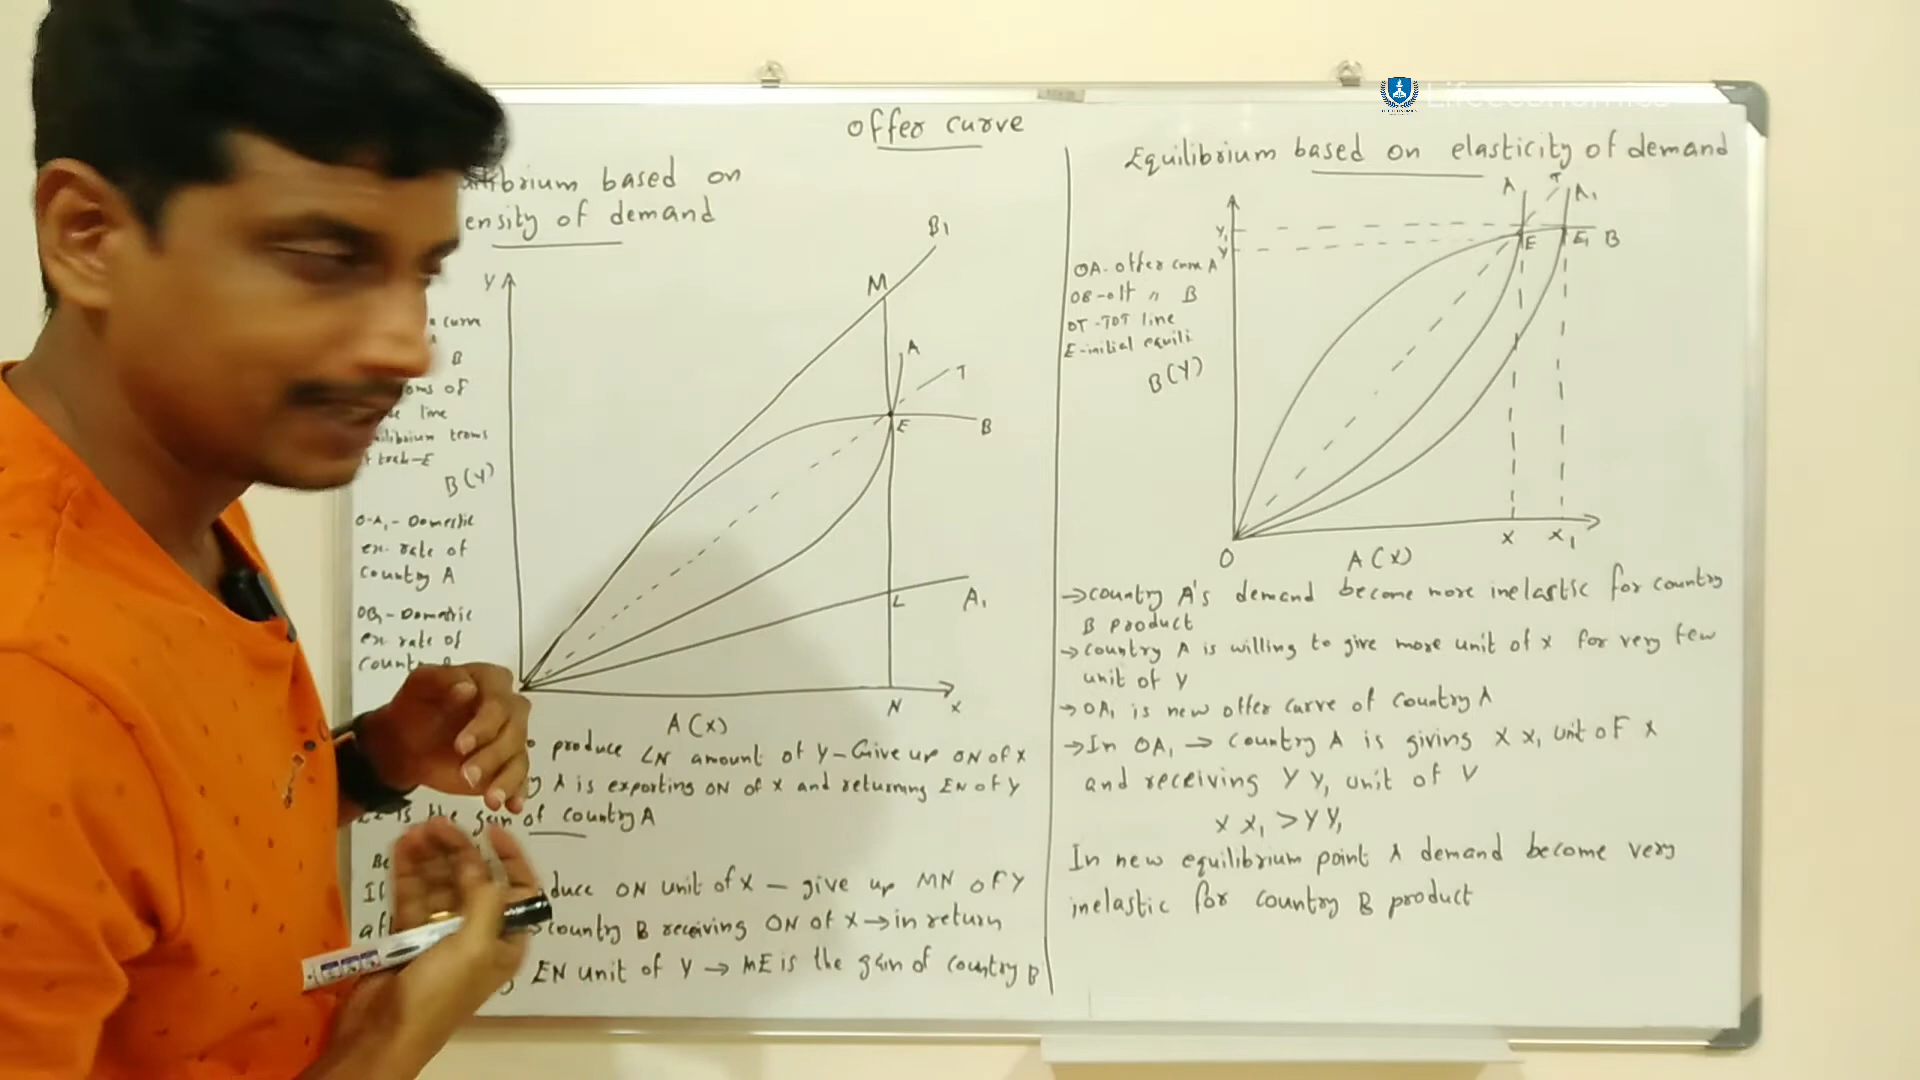 Lifeeconomics
Offer curve
based on
ensity of demand
Y
B1
M
A
T
E
B
L
A1
N
X
A (X)
B (Y)
curve
B
oms of
line
terms
E
O-A1 - Domestic
ex. rate of
Country A
OB1 - Domestic
ex rate of
produce LN amount of Y - Give up ON of X
A is exporting ON of X and returning EN of Y
is the gain of country A
Be
If duce ON unit of X - give up MN of Y
aft country B receiving ON of X → in return
EN unit of Y → ME is the gain of country B
Equilibrium based on elasticity of demand
A T A1
Y1
Y
E E1 B
OA - offer curve A
OB - " B
OT - TOT line
E - initial equili
B (Y)
O
A (X)
X X1
→ country A's demand become more inelastic for country
B product
→ country A is willing to give more unit of X for very few
unit of Y
→ OA1 is new offer curve of country A
→ In OA1 → country A is giving X X1 unit of X
and receiving Y Y1 unit of V
X X1 > Y Y1
In new equilibrium point A demand become very
inelastic for country B product